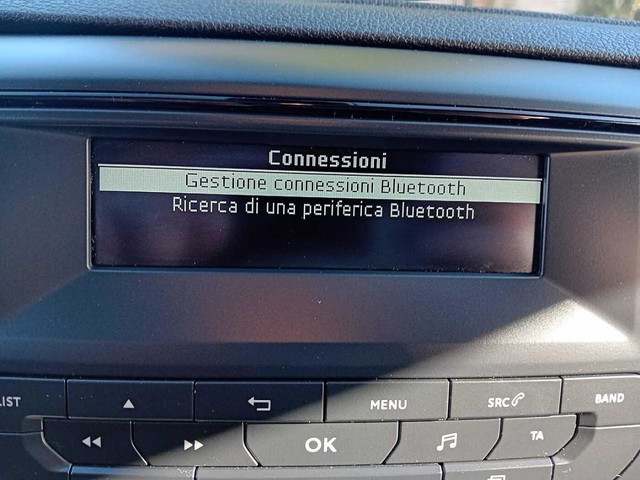 Connessioni
Gestione connessioni Bluetooth
Ricerca di una periferica Bluetooth
LIST MENU SRC BAND
OK TA